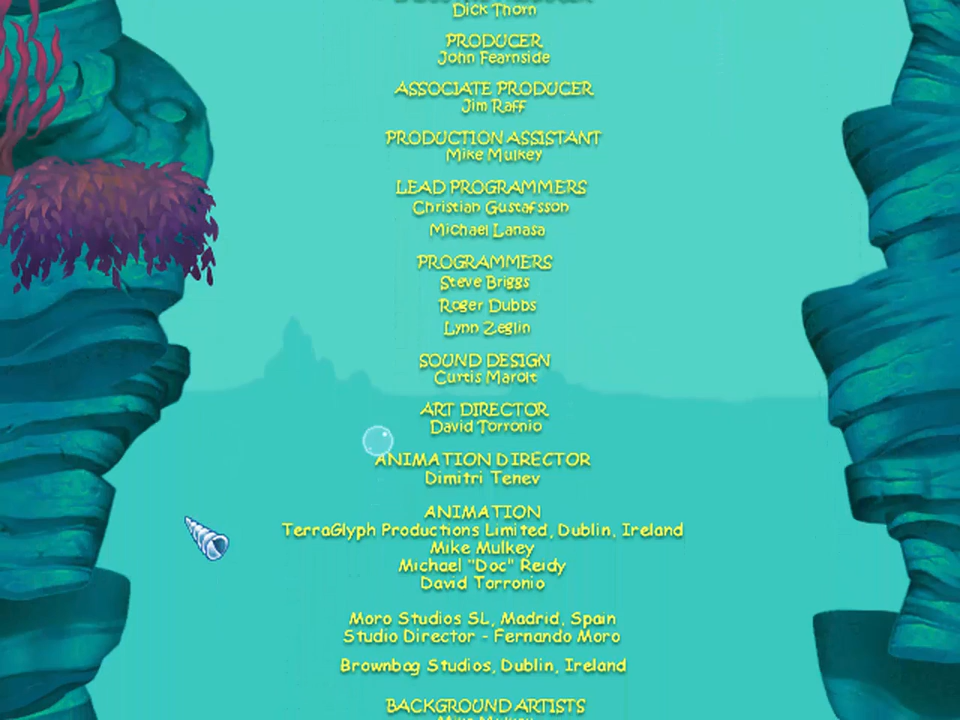 Dick Thorn
PRODUCER
John Fearnside
ASSOCIATE PRODUCER
Jim Raff
PRODUCTION ASSISTANT
Mike Mulkey
LEAD PROGRAMMERS
Christian Gustafsson
Michael Lanasa
PROGRAMMERS
Steve Briggs
Roger Dubbs
Lynn Zeglin
SOUND DESIGN
Curtis Marolt
ART DIRECTOR
David Torronio
ANIMATION DIRECTOR
Dimitri Tenev
ANIMATION
TerraGlyph Productions Limited, Dublin, Ireland
Mike Mulkey
Michael "Doc" Reidy
David Torronio
Moro Studios SL, Madrid, Spain
Studio Director - Fernando Moro
Brownbag Studios, Dublin, Ireland
BACKGROUND ARTISTS
Mike Mulkey